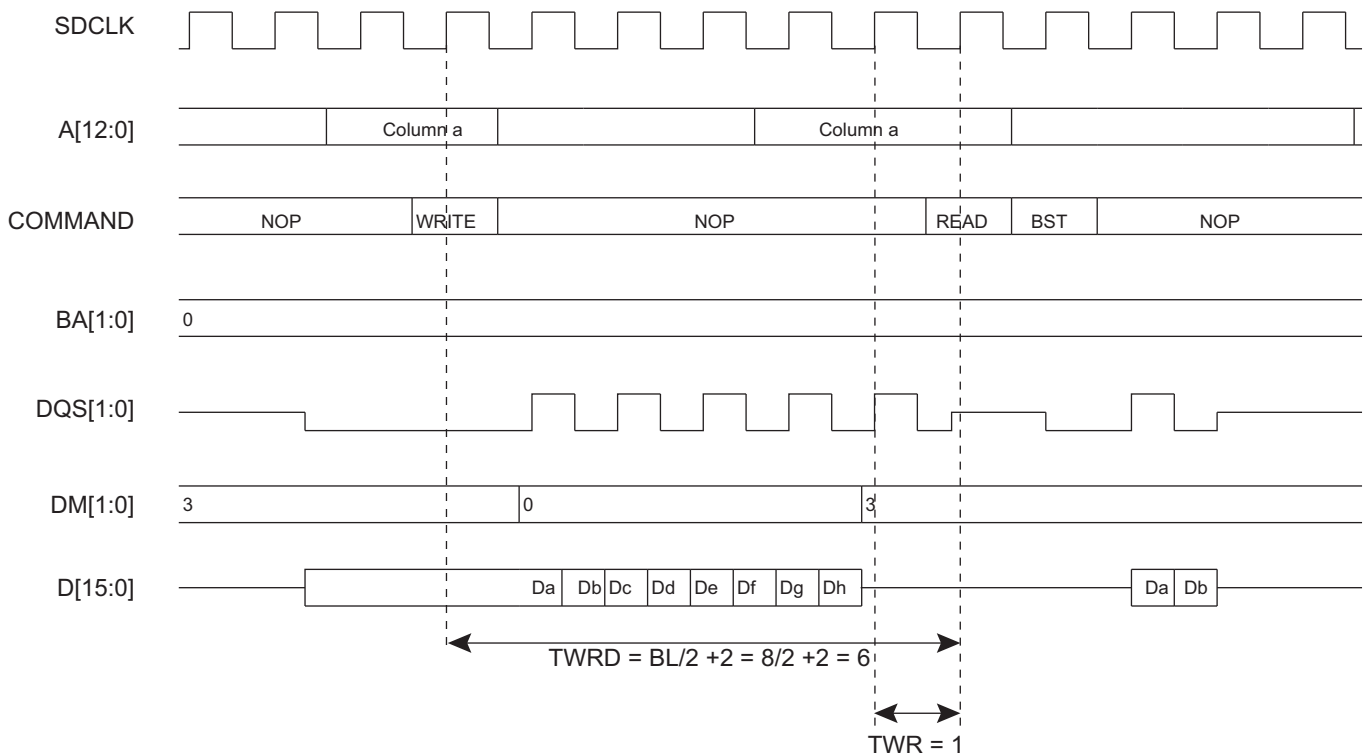 SDCLK
A[12:0]
Column a
Column a
COMMAND
NOP
WRITE
NOP
READ
BST
NOP
BA[1:0]
0
DQS[1:0]
DM[1:0]
3
0
3
D[15:0]
Da
Db
Dc
Dd
De
Df
Dg
Dh
Da
Db
TWRD = BL/2 +2 = 8/2 +2 = 6
TWR = 1